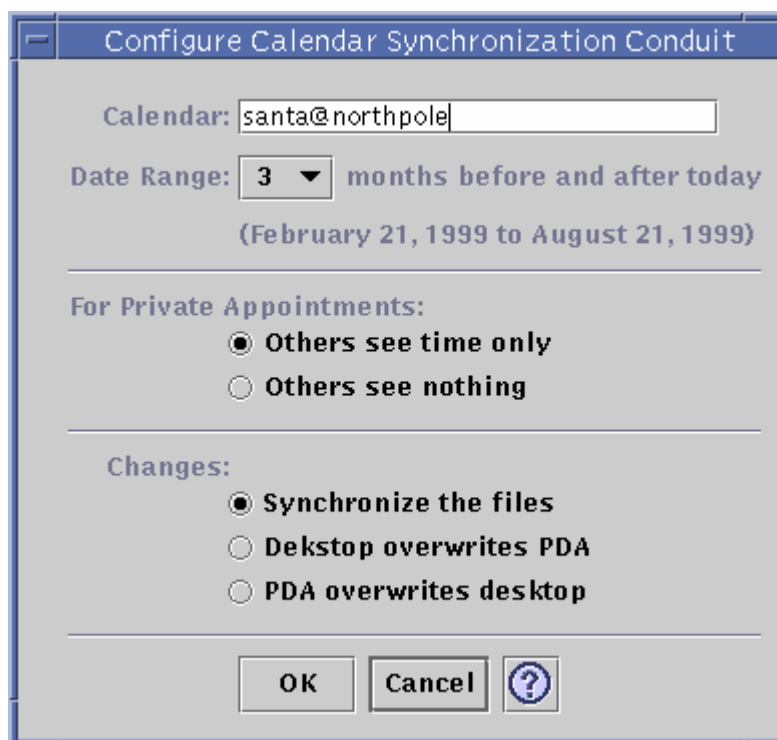 Configure Calendar Synchronization Conduit
Calendar: santa@northpole
Date Range: 3 months before and after today
(February 21, 1999 to August 21, 1999)
For Private Appointments:
Others see time only
Others see nothing
Changes:
Synchronize the files
Dekstop overwrites PDA
PDA overwrites desktop
OK Cancel ?